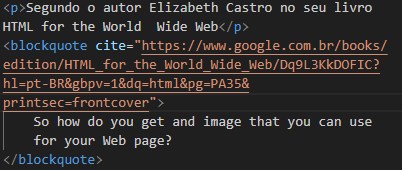 <p>Segundo o autor Elizabeth Castro no seu livro
HTML for the World  Wide Web</p>
<blockquote cite="https://www.google.com.br/books/
edition/HTML_for_the_World_Wide_Web/Dq9L3KkDOFIC?
hl=pt-BR&gbpv=1&dq=html&pg=PA35&
printsec=frontcover">
    So how do you get and image that you can use
    for your Web page?
</blockquote>